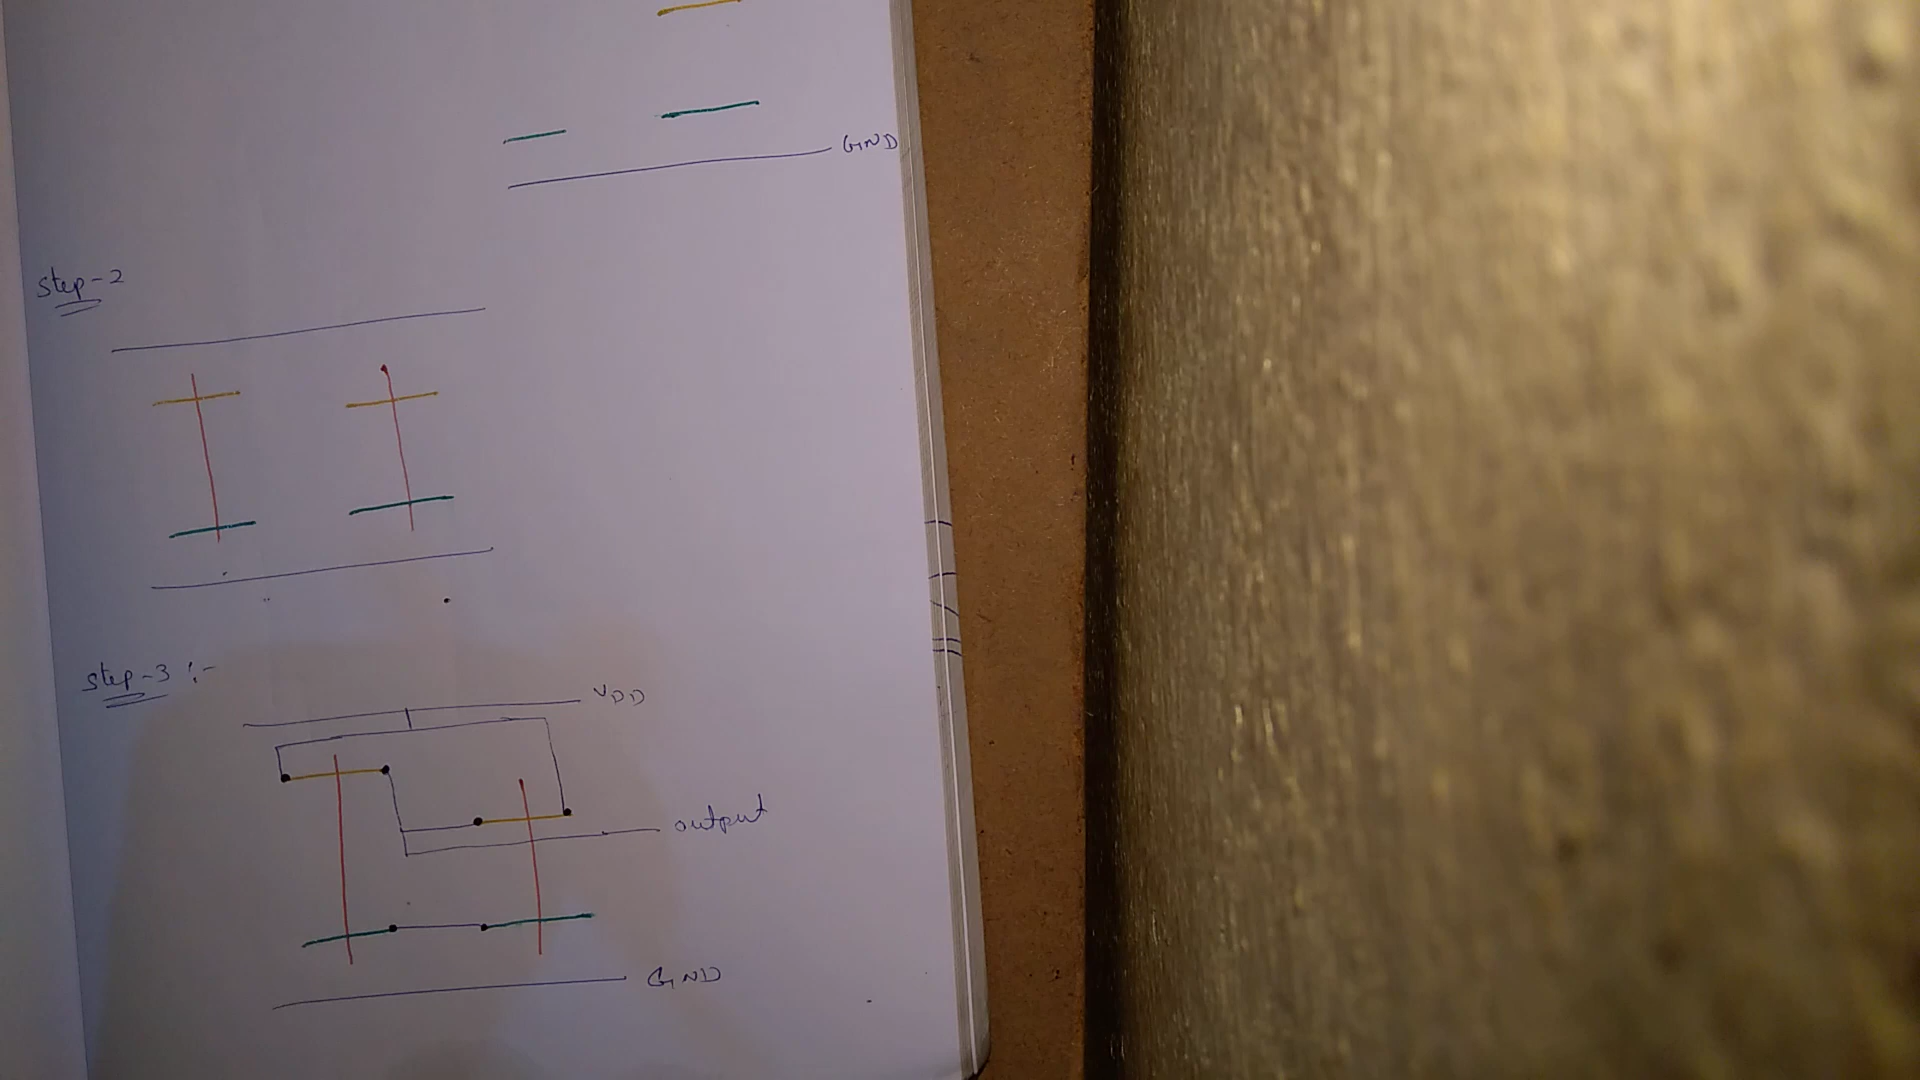 GND
Step-2
Step-3 :-
VDD
output
GND